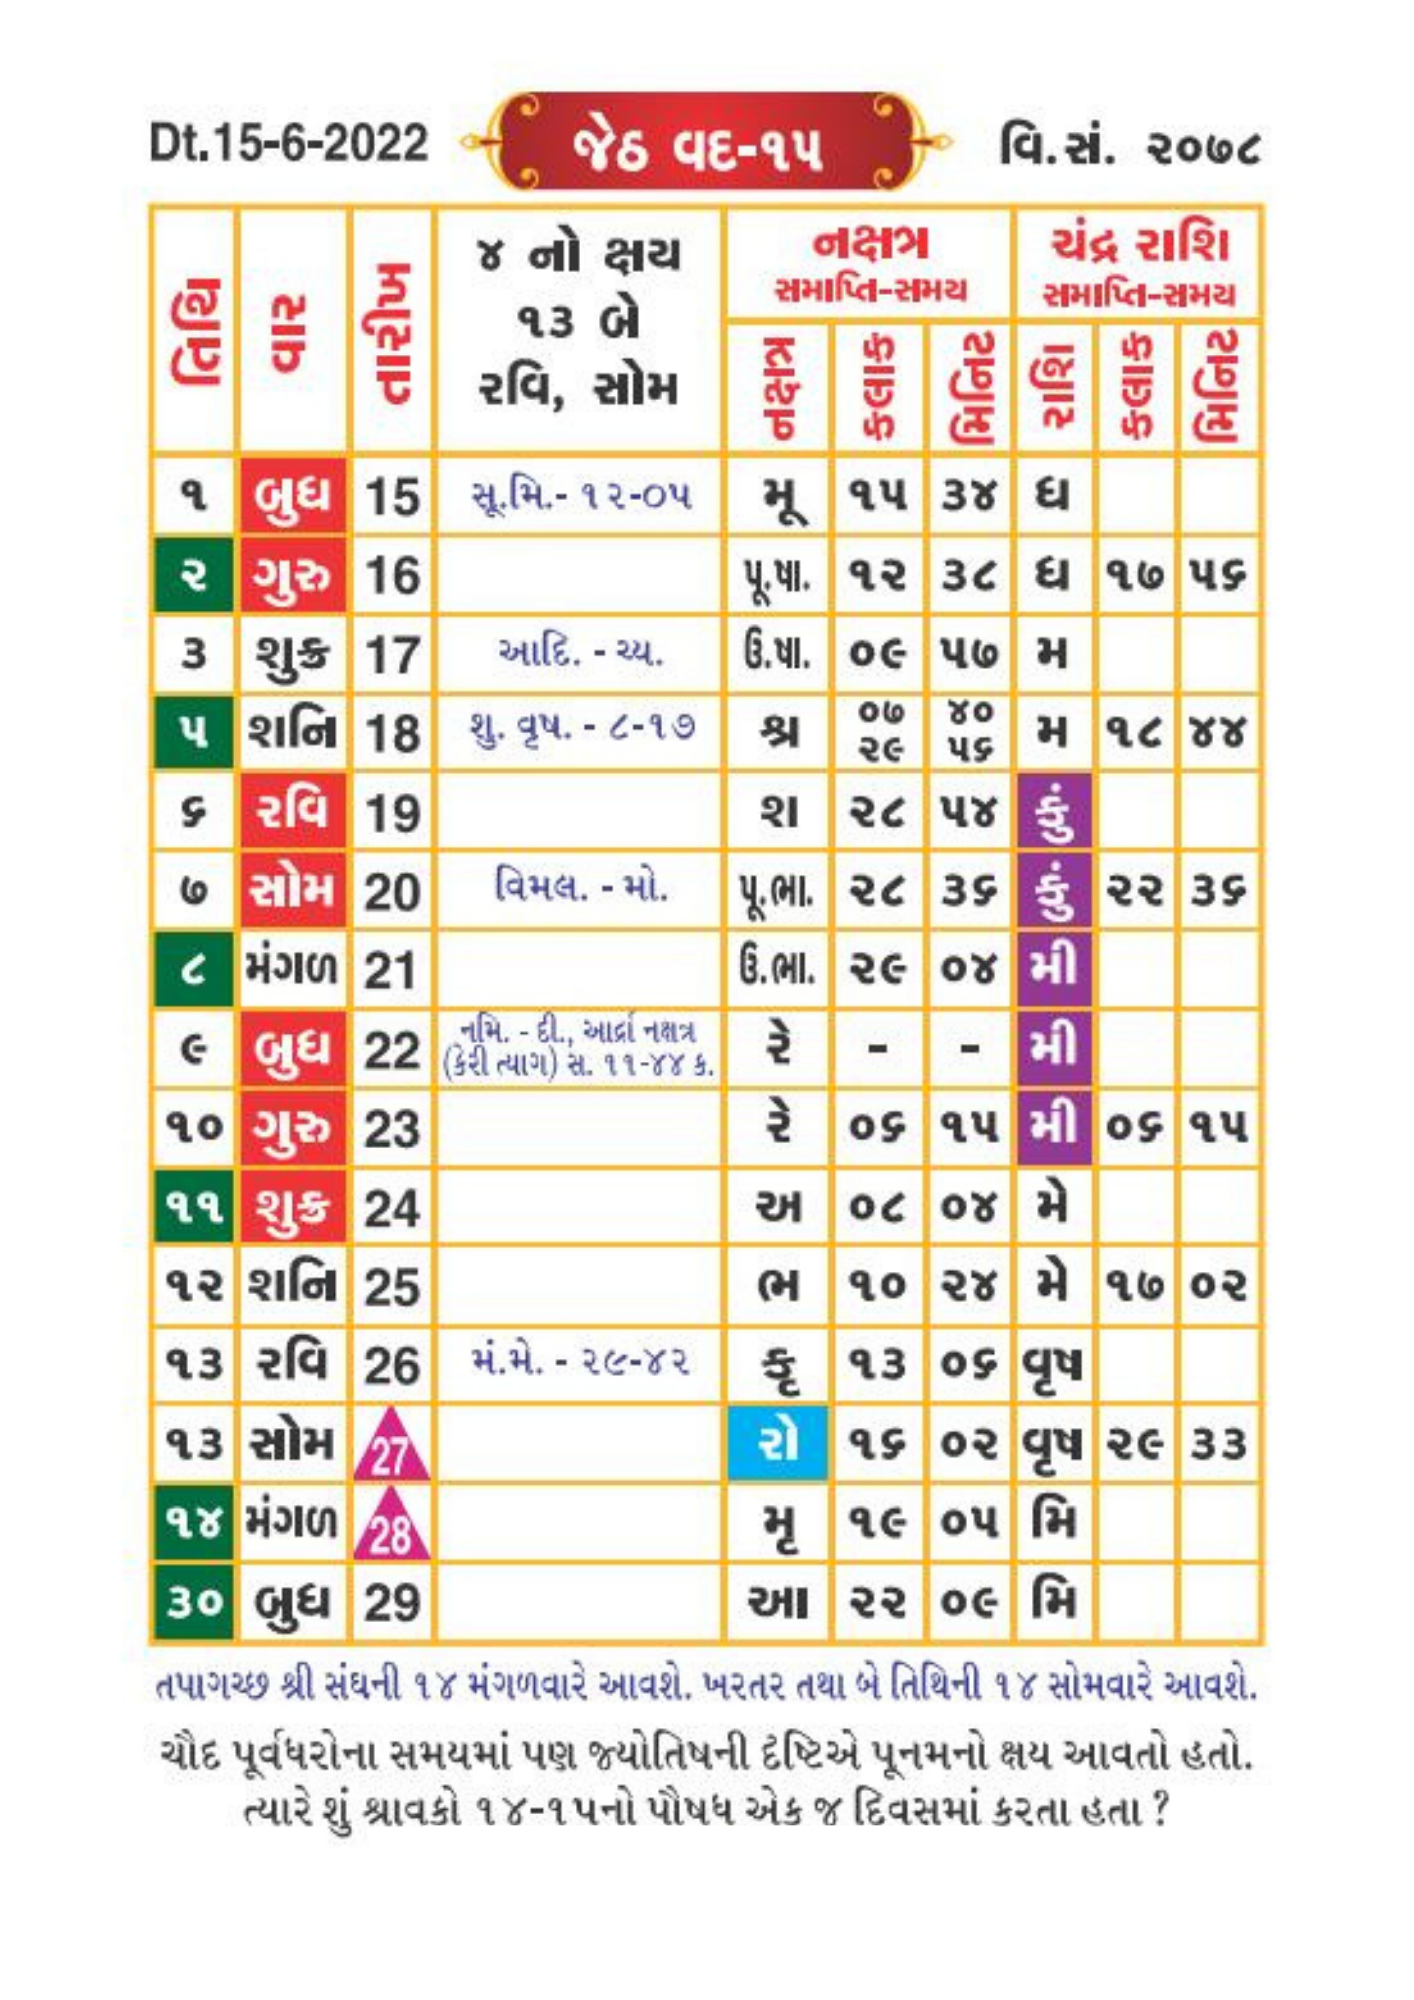 Dt.15-6-2022 જેઠ વદ-૧૫ વિ.સં. ૨૦૭૮
તિથિ વાર તારીખ
૪ નો ક્ષય
૧૩ બે
રવિ, સોમ
નક્ષત્ર
સમાપ્તિ-સમય
નક્ષત્ર કલાક મિનિટ
ચંદ્ર રાશિ
સમાપ્તિ-સમય
રાશિ કલાક મિનિટ
૧ બુધ 15 સૂ.મિ.- ૧૨-૦૫ મૂ ૧૫ ૩૪ ધ
૨ ગુરુ 16 પૂ.ષા. ૧૨ ૩૮ ધ ૧૭ ૫૬
૩ શુક્ર 17 આદિ. - ચ્ય. ઉ.ષા. ૦૯ ૫૭ મ
૫ શનિ 18 શુ. વૃષ. - ૮-૧૭ શ્ર ૦૭ ૪૦ મ ૧૮ ૪૪
૨૯ ૫૬
૬ રવિ 19 શ ૨૮ ૫૪ કું
૭ સોમ 20 વિમલ. - મો. પૂ.ભા. ૨૮ ૩૬ કું ૨૨ ૩૬
૮ મંગળ 21 ઉ.ભા. ૨૯ ૦૪ મી
૯ બુધ 22 નમિ. - દી., આર્દ્રા નક્ષત્ર રે - - મી
(કેરી ત્યાગ) સ. ૧૧-૪૪ ક.
૧૦ ગુરુ 23 રે ૦૬ ૧૫ મી ૦૬ ૧૫
૧૧ શુક્ર 24 અ ૦૮ ૦૪ મે
૧૨ શનિ 25 ભ ૧૦ ૨૪ મે ૧૭ ૦૨
૧૩ રવિ 26 મં.મે. - ૨૯-૪૨ કૃ ૧૩ ૦૬ વૃષ
૧૩ સોમ 27 રો ૧૬ ૦૨ વૃષ ૨૯ ૩૩
૧૪ મંગળ 28 મૃ ૧૯ ૦૫ મિ
૩૦ બુધ 29 આ ૨૨ ૦૯ મિ
તપાગચ્છ શ્રી સંઘની ૧૪ મંગળવારે આવશે. ખરતર તથા બે તિથિની ૧૪ સોમવારે આવશે.
ચૌદ પૂર્વધરોના સમયમાં પણ જ્યોતિષની દૃષ્ટિએ પૂનમનો ક્ષય આવતો હતો.
ત્યારે શું શ્રાવકો ૧૪-૧૫નો પૌષધ એક જ દિવસમાં કરતા હતા ?